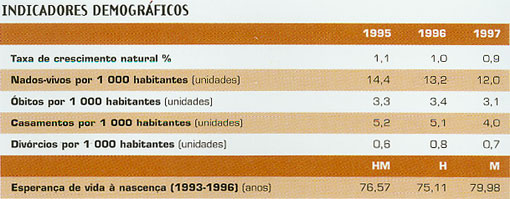 INDICADORES DEMOGRÁFICOS
1995 1996 1997
Taxa de crescimento natural % 1,1 1,0 0,9
Nados-vivos por 1 000 habitantes (unidades) 14,4 13,2 12,0
Óbitos por 1 000 habitantes (unidades) 3,3 3,4 3,1
Casamentos por 1 000 habitantes (unidades) 5,2 5,1 4,0
Divórcios por 1 000 habitantes (unidades) 0,6 0,8 0,7
HM H M
Esperança de vida à nascença (1993-1996) (anos) 76,57 75,11 79,98